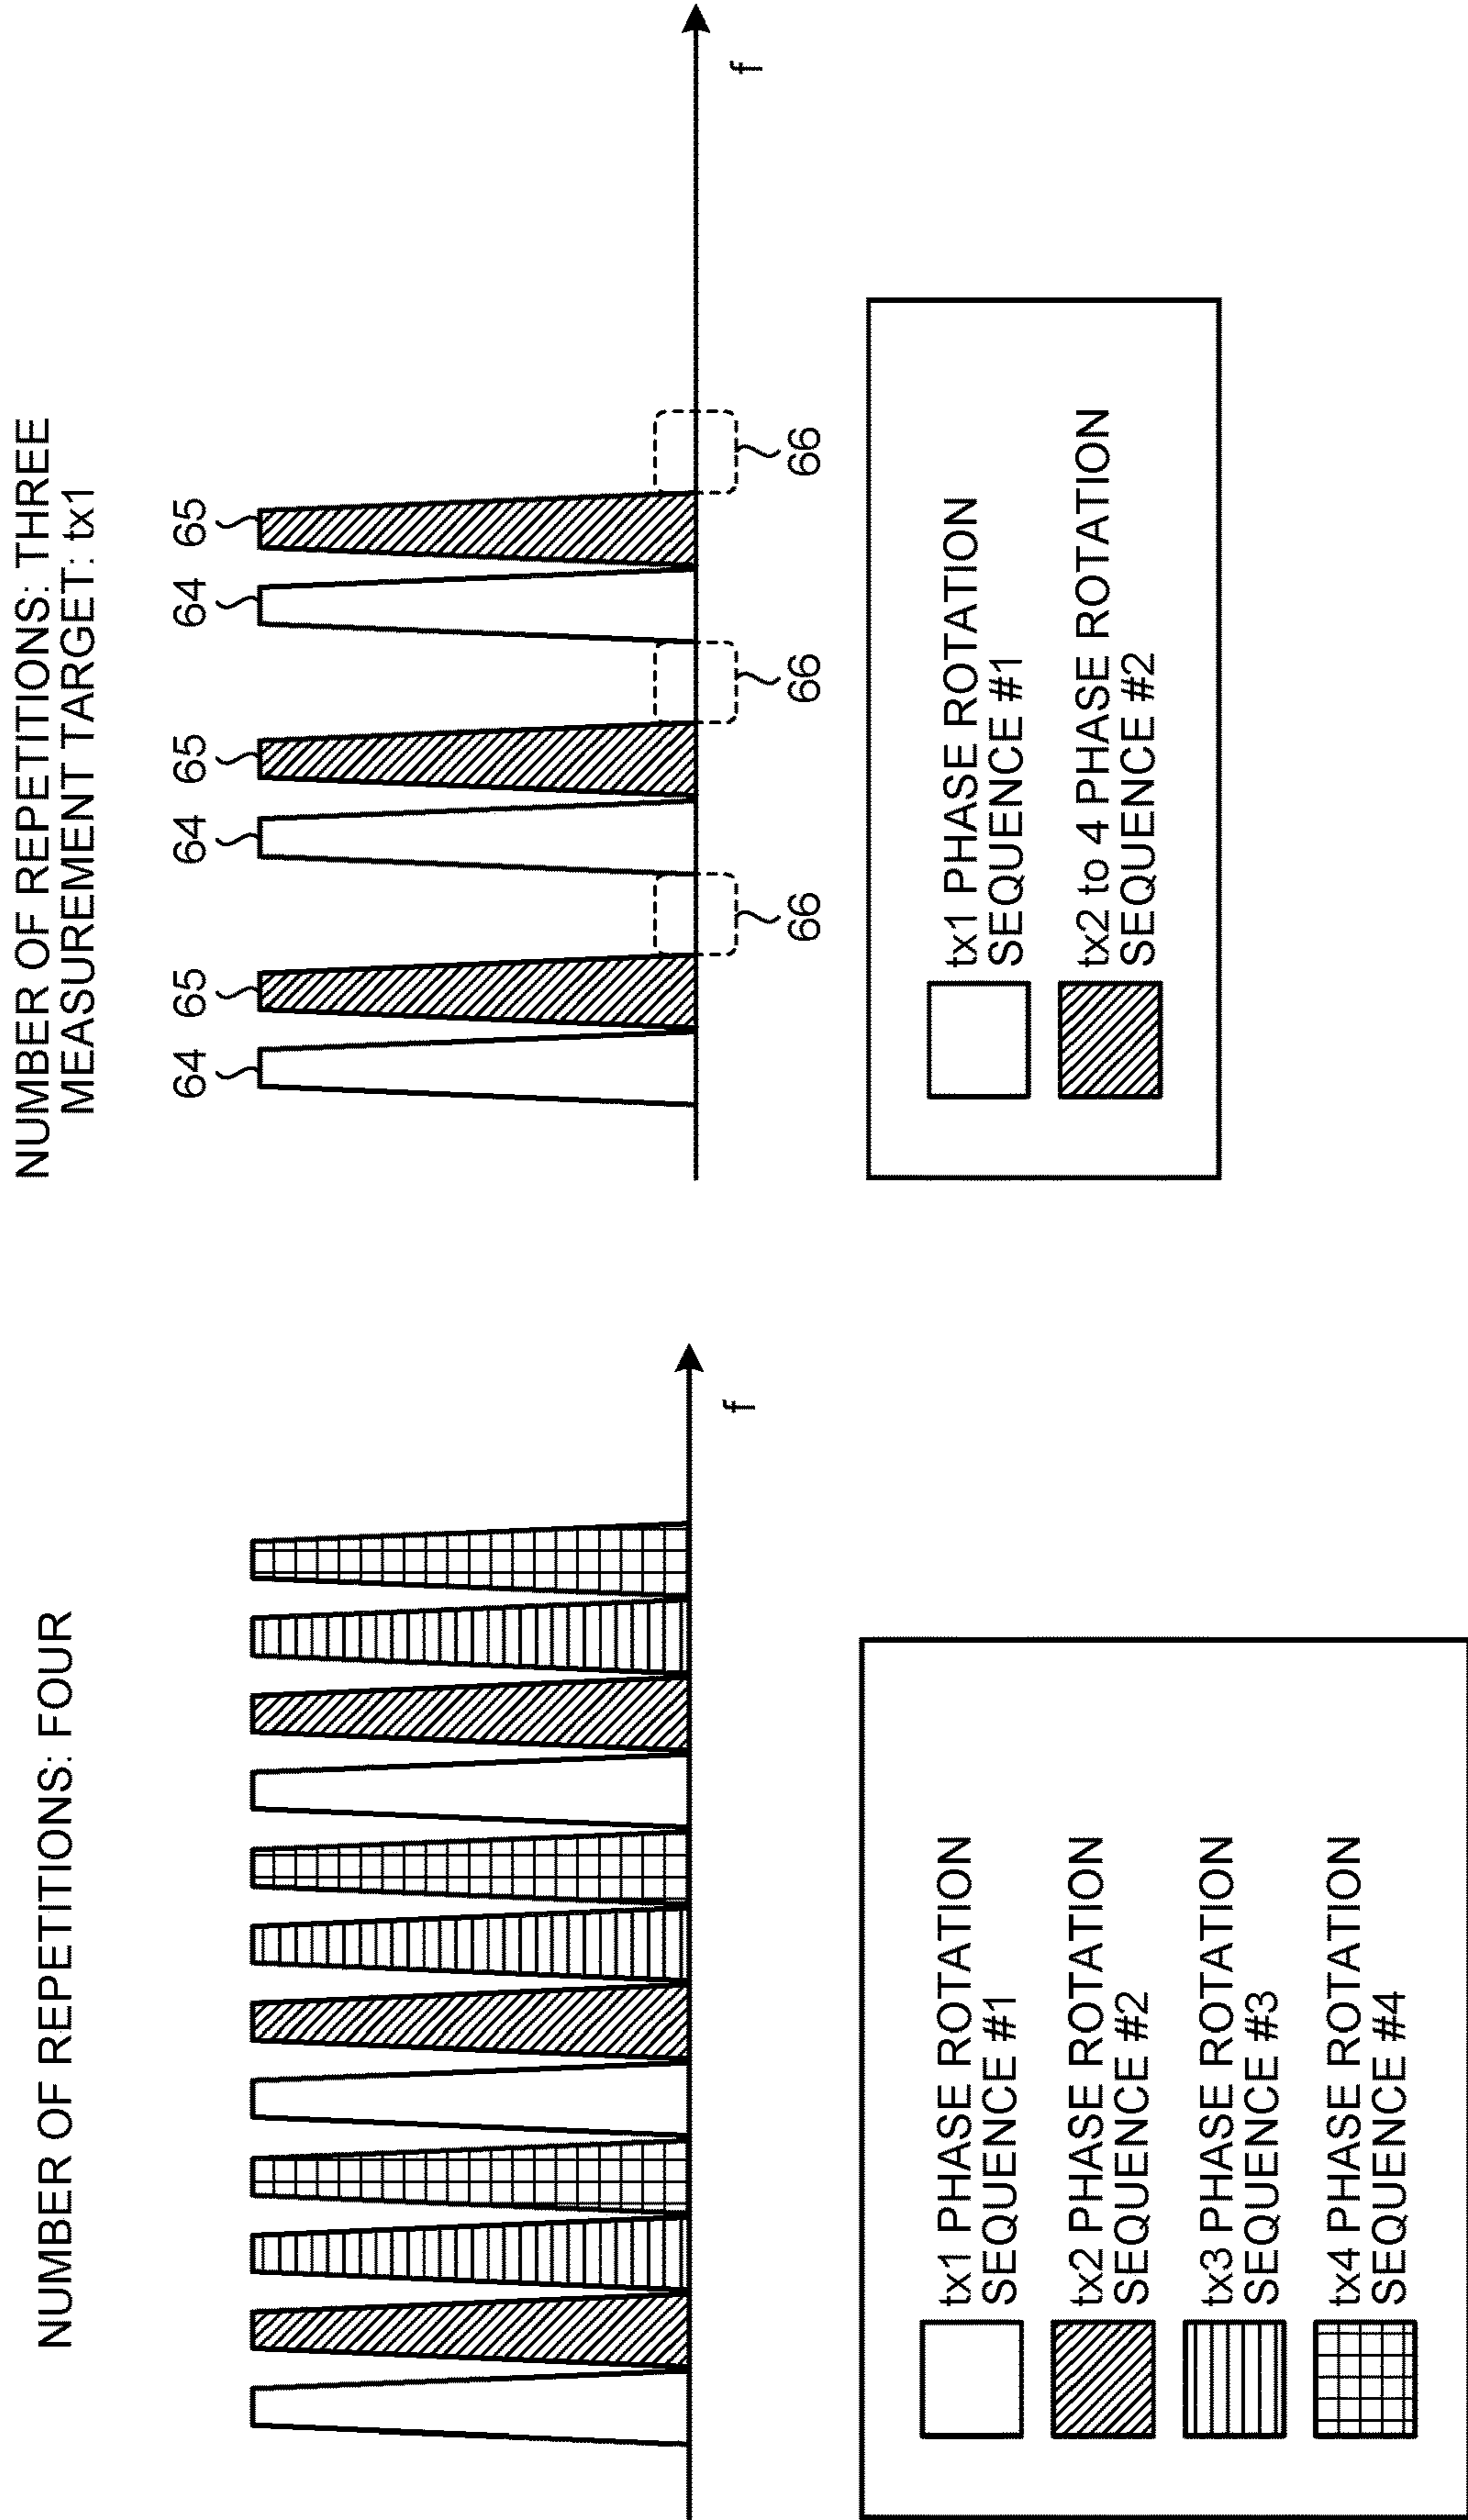 NUMBER OF REPETITIONS: FOUR
f
tx1 PHASE ROTATION
SEQUENCE #1
tx2 PHASE ROTATION
SEQUENCE #2
tx3 PHASE ROTATION
SEQUENCE #3
tx4 PHASE ROTATION
SEQUENCE #4
NUMBER OF REPETITIONS: THREE
MEASUREMENT TARGET: tx1
64 65 64 65 64 65
66 66 66
f
tx1 PHASE ROTATION
SEQUENCE #1
tx2 to 4 PHASE ROTATION
SEQUENCE #2